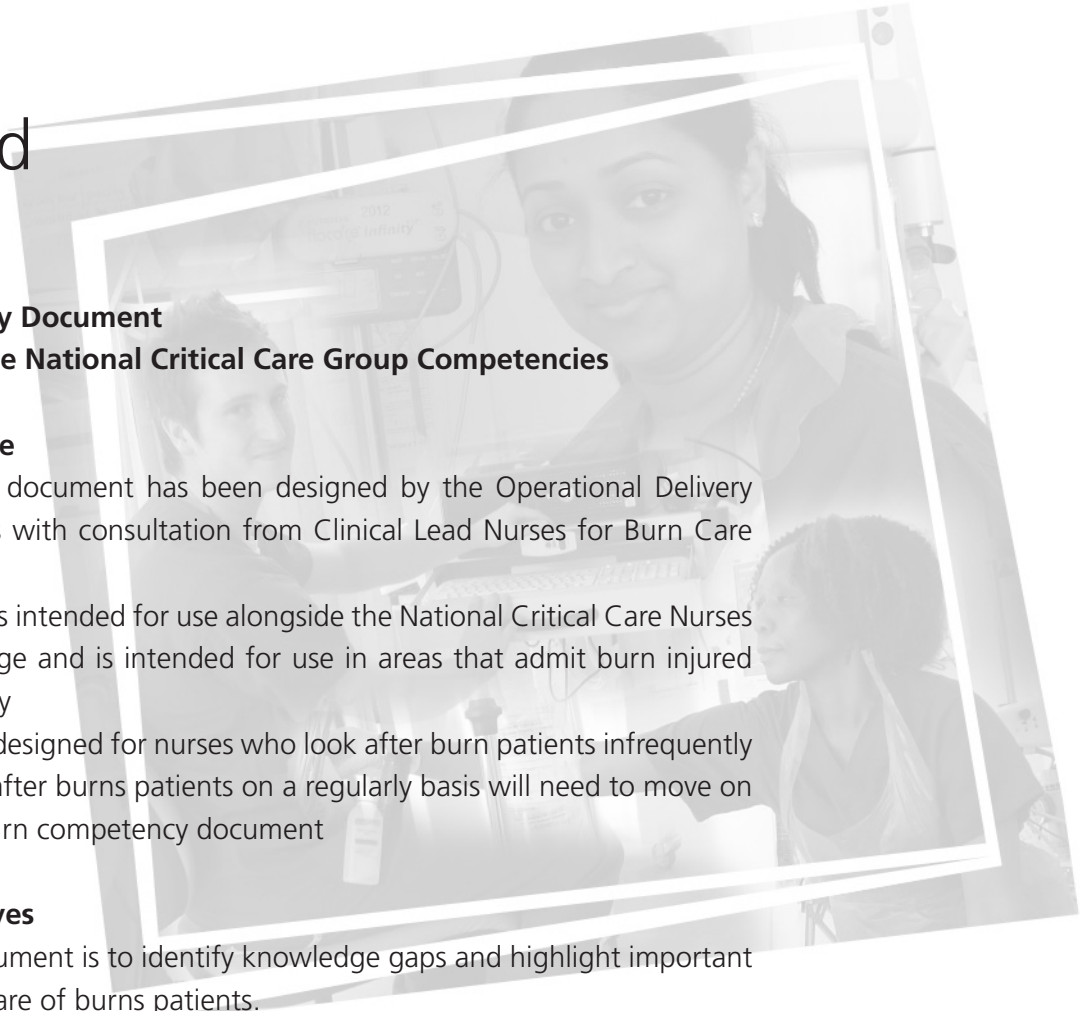 d
y Document
e National Critical Care Group Competencies
e
document has been designed by the Operational Delivery
s with consultation from Clinical Lead Nurses for Burn Care
s intended for use alongside the National Critical Care Nurses
ge and is intended for use in areas that admit burn injured
y
designed for nurses who look after burn patients infrequently
after burns patients on a regularly basis will need to move on
urn competency document
ves
ument is to identify knowledge gaps and highlight important
are of burns patients.
2012
Infinity